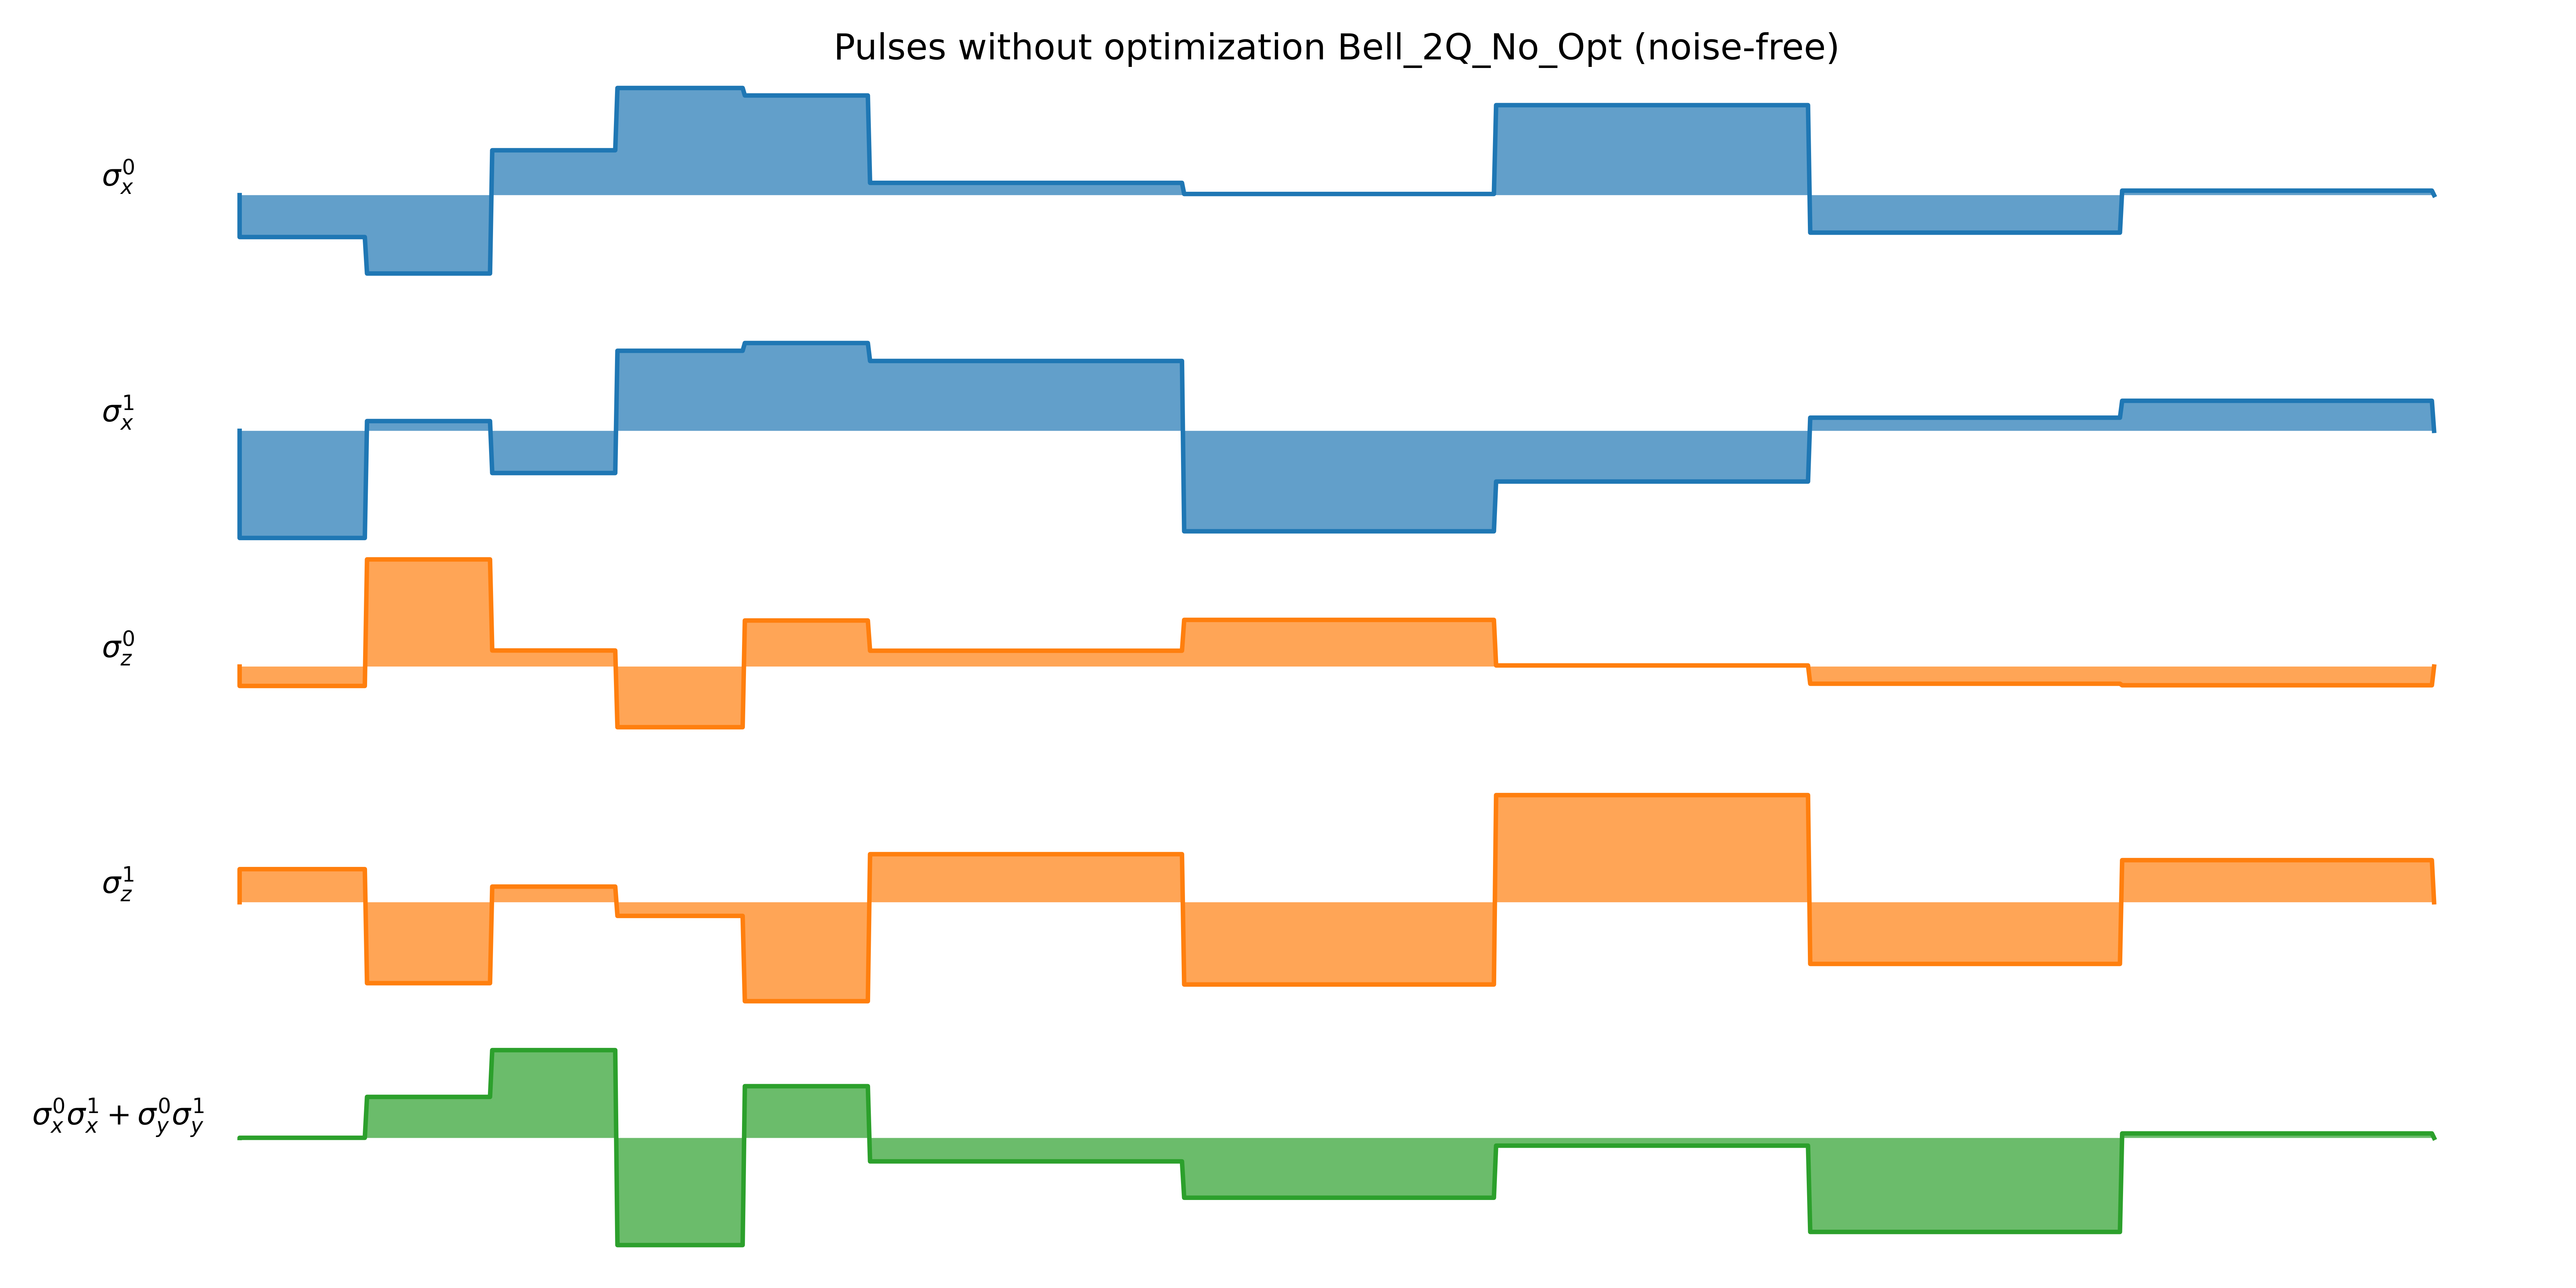 Pulses without optimization Bell_2Q_No_Opt (noise-free)
σ_x^0
σ_x^1
σ_z^0
σ_z^1
σ_x^0σ_x^1 + σ_y^0σ_y^1